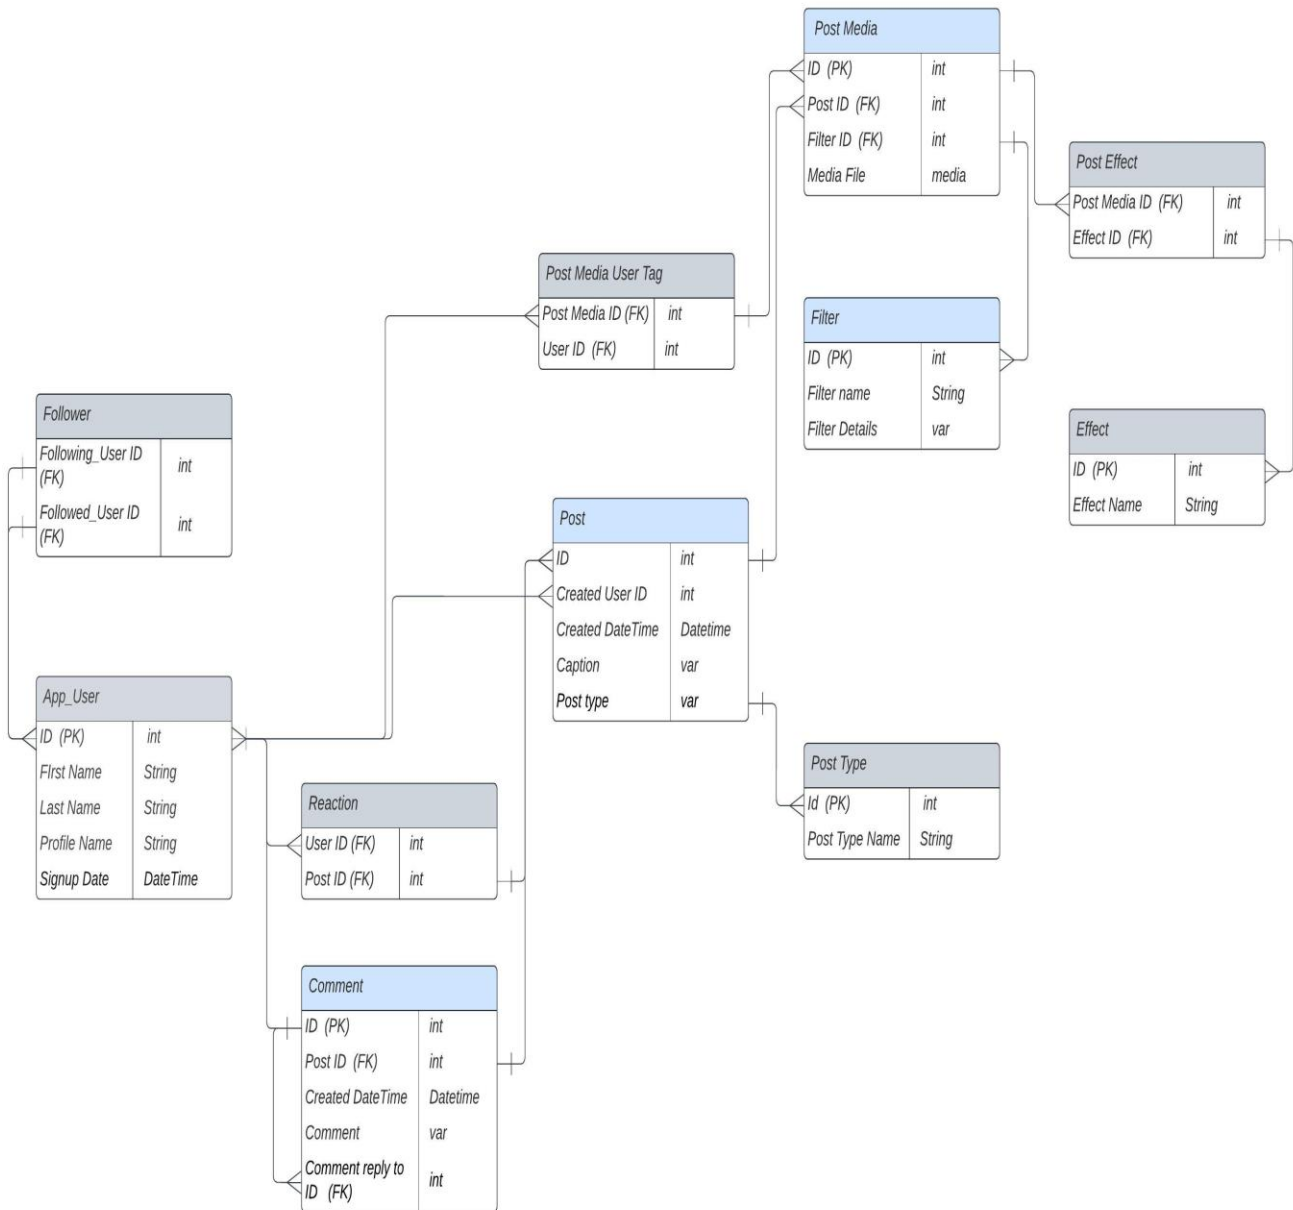 Post Media
ID (PK) int
Post ID (FK) int
Filter ID (FK) int
Media File media
Post Effect
Post Media ID (FK) int
Effect ID (FK) int
Post Media User Tag
Post Media ID (FK) int
User ID (FK) int
Filter
ID (PK) int
Filter name String
Filter Details var
Follower
Following_User ID
(FK) int
Followed_User ID
(FK) int
Effect
ID (PK) int
Effect Name String
Post
ID int
Created User ID int
Created DateTime Datetime
Caption var
Post type var
App_User
ID (PK) int
FIrst Name String
Last Name String
Profile Name String
Signup Date DateTime
Post Type
Id (PK) int
Post Type Name String
Reaction
User ID (FK) int
Post ID (FK) int
Comment
ID (PK) int
Post ID (FK) int
Created DateTime Datetime
Comment var
Comment reply to
ID (FK) int